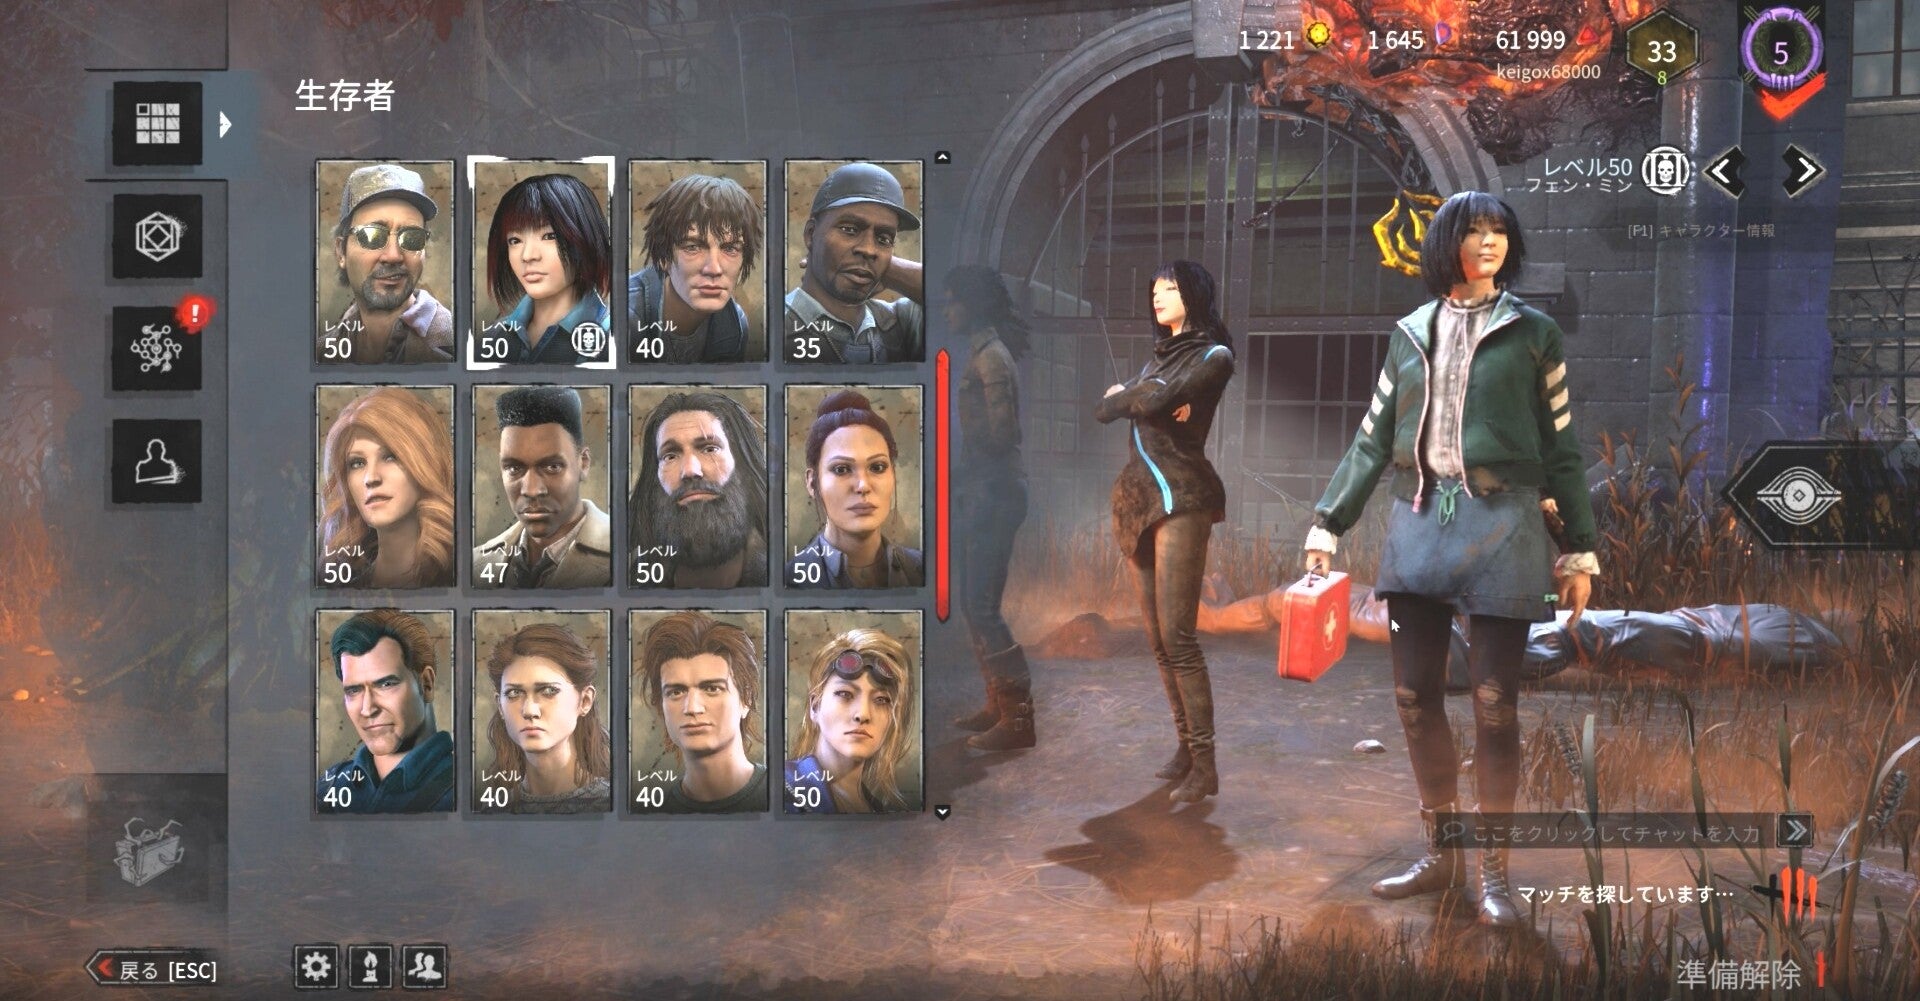 1 221 1 645 61 999
keigox68000
33
8
5
生存者
レベル50
フェン・ミン
[F1] キャラクター情報
!
レベル
50
レベル
50
レベル
40
レベル
35
レベル
50
レベル
47
レベル
50
レベル
50
レベル
40
レベル
40
レベル
40
レベル
50
ここをクリックしてチャットを入力
マッチを探しています…
戻る [ESC]
準備解除